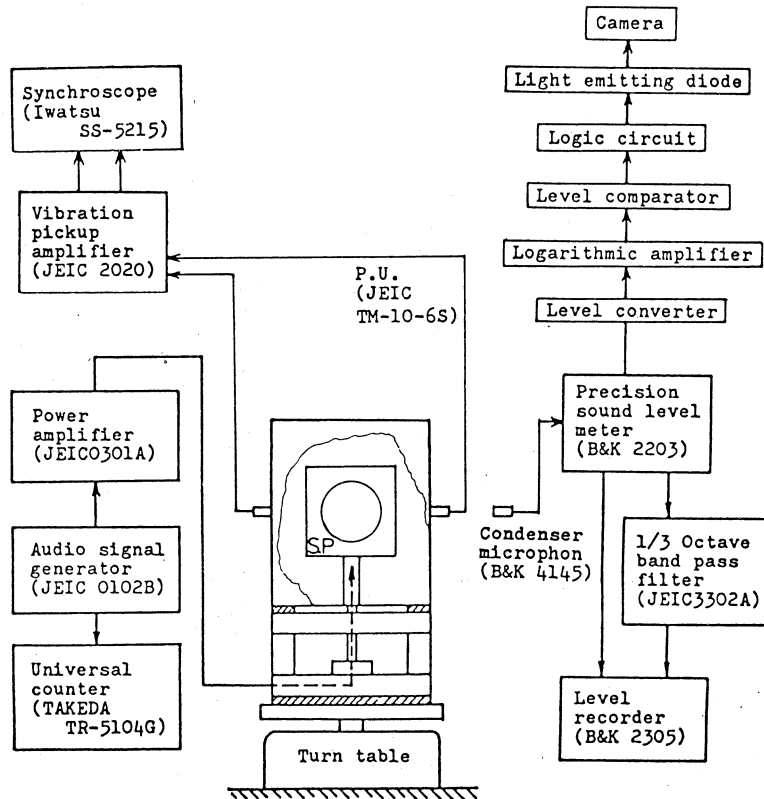 Camera
Light emitting diode
Logic circuit
Level comparator
Logarithmic amplifier
Level converter
Precision
sound level
meter
(B&K 2203)
Synchroscope
(Iwatsu
SS-5215)
Vibration
pickup
amplifier
(JEIC 2020)
P.U.
(JEIC
TM-10-6S)
Power
amplifier
(JEIC0301A)
Audio signal
generator
(JEIC 0102B)
Universal
counter
(TAKEDA
TR-5104G)
S.P
Condenser
microphon
(B&K 4145)
1/3 Octave
band pass
filter
(JEIC3302A)
Level
recorder
(B&K 2305)
Turn table